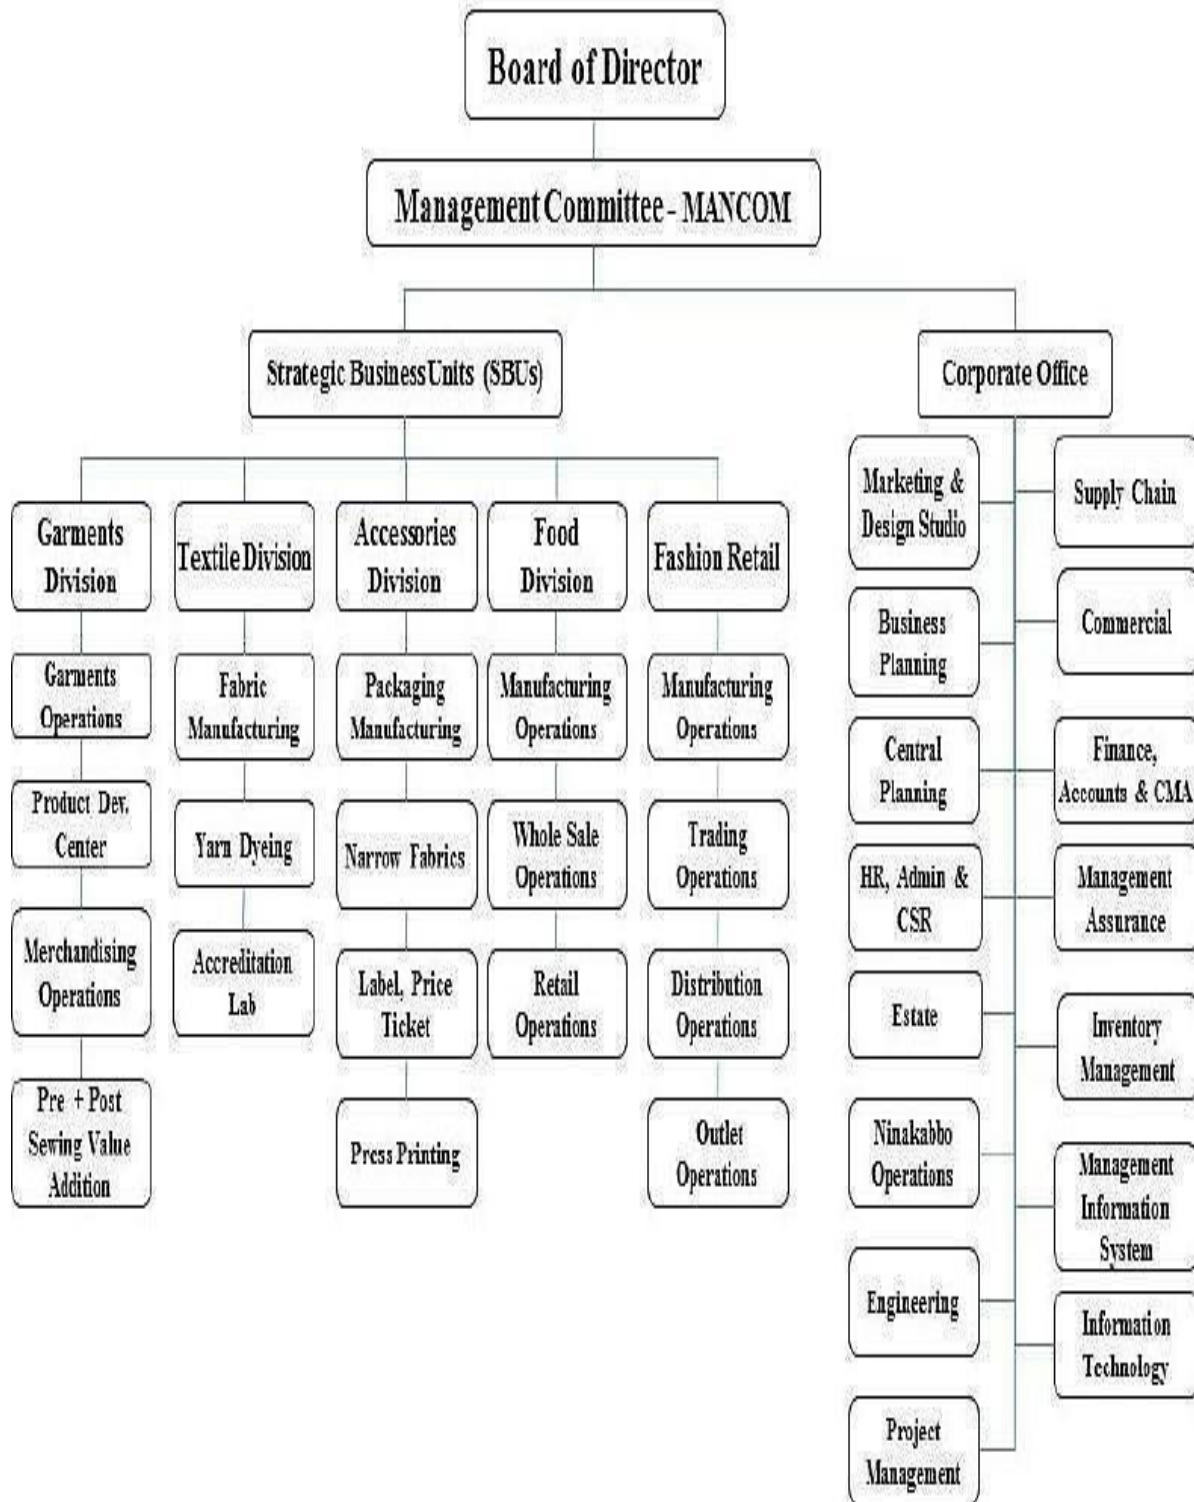 Board of Director
Management Committee - MANCOM
Strategic Business Units (SBUs)
Corporate Office
Garments
Division
Textile Division
Accessories
Division
Food
Division
Fashion Retail
Garments
Operations
Product Dev.
Center
Merchandising
Operations
Pre + Post
Sewing Value
Addition
Fabric
Manufacturing
Yarn Dyeing
Accreditation
Lab
Packaging
Manufacturing
Narrow Fabrics
Label, Price
Ticket
Press Printing
Manufacturing
Operations
Whole Sale
Operations
Retail
Operations
Manufacturing
Operations
Trading
Operations
Distribution
Operations
Outlet
Operations
Marketing &
Design Studio
Supply Chain
Business
Planning
Commercial
Central
Planning
Finance,
Accounts & CMA
HR, Admin &
CSR
Management
Assurance
Estate
Inventory
Management
Ninakabbo
Operations
Management
Information
System
Engineering
Information
Technology
Project
Management